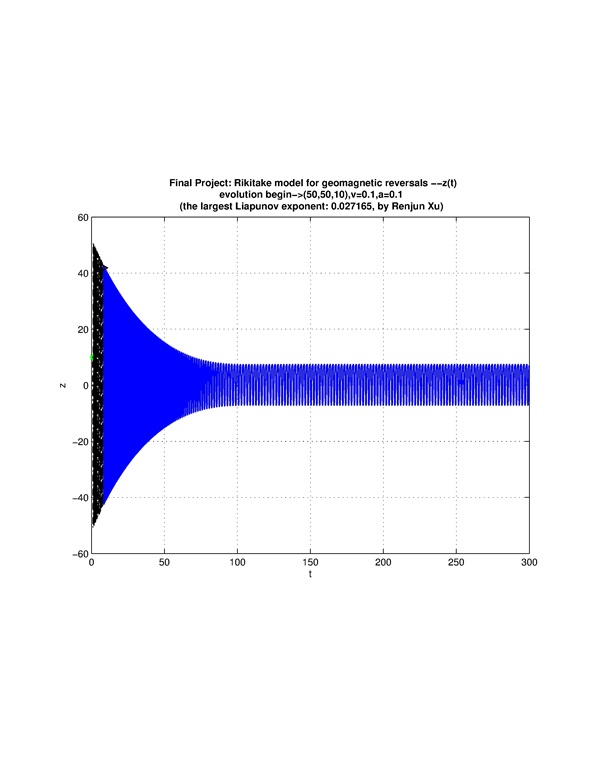 Final Project: Rikitake model for geomagnetic reversals −−z(t)
evolution begin−>(50,50,10),v=0.1,a=0.1
(the largest Liapunov exponent: 0.027165, by Renjun Xu)
60
40
20
0
−20
−40
−60
z
0 50 100 150 200 250 300
t